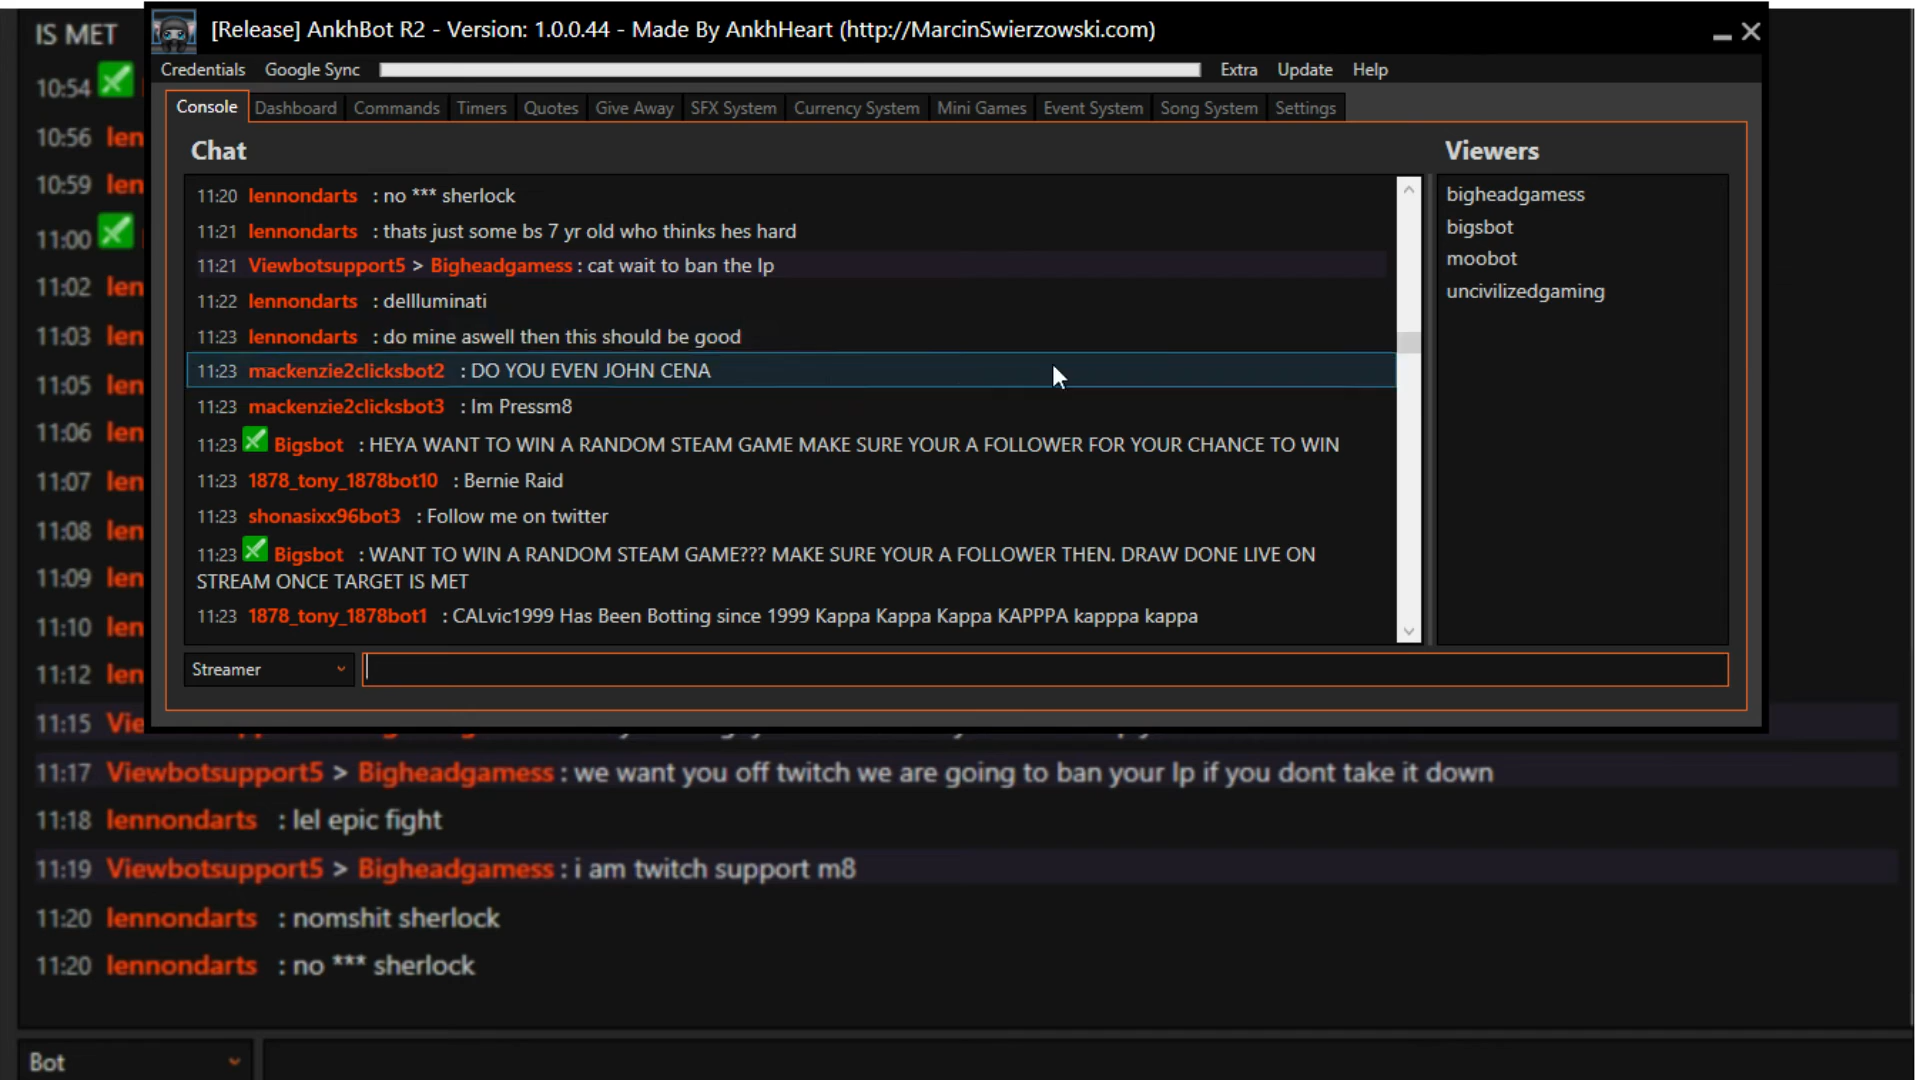 IS MET
[Release] AnkhBot R2 - Version: 1.0.0.44 - Made By AnkhHeart (http://MarcinSwierzowski.com)
Credentials Google Sync Extra Update Help
Console Dashboard Commands Timers Quotes Give Away SFX System Currency System Mini Games Event System Song System Settings
Chat
11:20 lennondarts : no *** sherlock
11:21 lennondarts : thats just some bs 7 yr old who thinks hes hard
11:21 Viewbotsupport5 > Bigheadgamess : cat wait to ban the lp
11:22 lennondarts : dellluminati
11:23 lennondarts : do mine aswell then this should be good
11:23 mackenzie2clicksbot2 : DO YOU EVEN JOHN CENA
11:23 mackenzie2clicksbot3 : Im Pressm8
11:23 Bigsbot : HEYA WANT TO WIN A RANDOM STEAM GAME MAKE SURE YOUR A FOLLOWER FOR YOUR CHANCE TO WIN
11:23 1878_tony_1878bot10 : Bernie Raid
11:23 shonasixx96bot3 : Follow me on twitter
11:23 Bigsbot : WANT TO WIN A RANDOM STEAM GAME??? MAKE SURE YOUR A FOLLOWER THEN. DRAW DONE LIVE ON
STREAM ONCE TARGET IS MET
11:23 1878_tony_1878bot1 : CALvic1999 Has Been Botting since 1999 Kappa Kappa Kappa KAPPPA kapppa kappa
Streamer
Viewers
bigheadgamess
bigsbot
moobot
uncivilizedgaming
10:54
10:56 len
10:59 len
11:00
11:02 len
11:03 len
11:05 len
11:06 len
11:07 len
11:08 len
11:09 len
11:10 len
11:12 len
11:15 Vie
11:17 Viewbotsupport5 > Bigheadgamess : we want you off twitch we are going to ban your lp if you dont take it down
11:18 lennondarts : lel epic fight
11:19 Viewbotsupport5 > Bigheadgamess : i am twitch support m8
11:20 lennondarts : nomshit sherlock
11:20 lennondarts : no *** sherlock
Bot